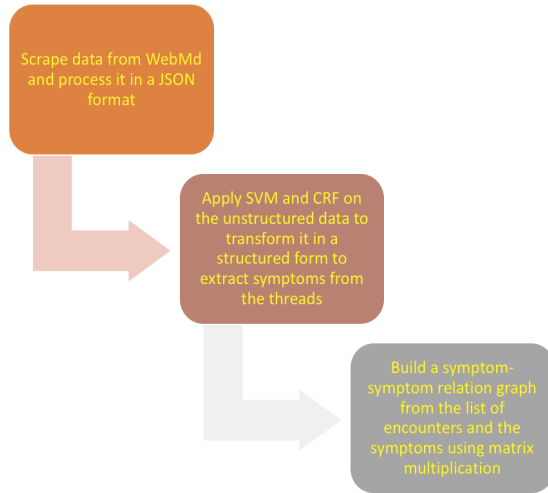 Scrape data from WebMd
and process it in a JSON
format
Apply SVM and CRF on
the unstructured data to
transform it in a
structured form to
extract symptoms from
the threads
Build a symptom-
symptom relation graph
from the list of
encounters and the
symptoms using matrix
multiplication